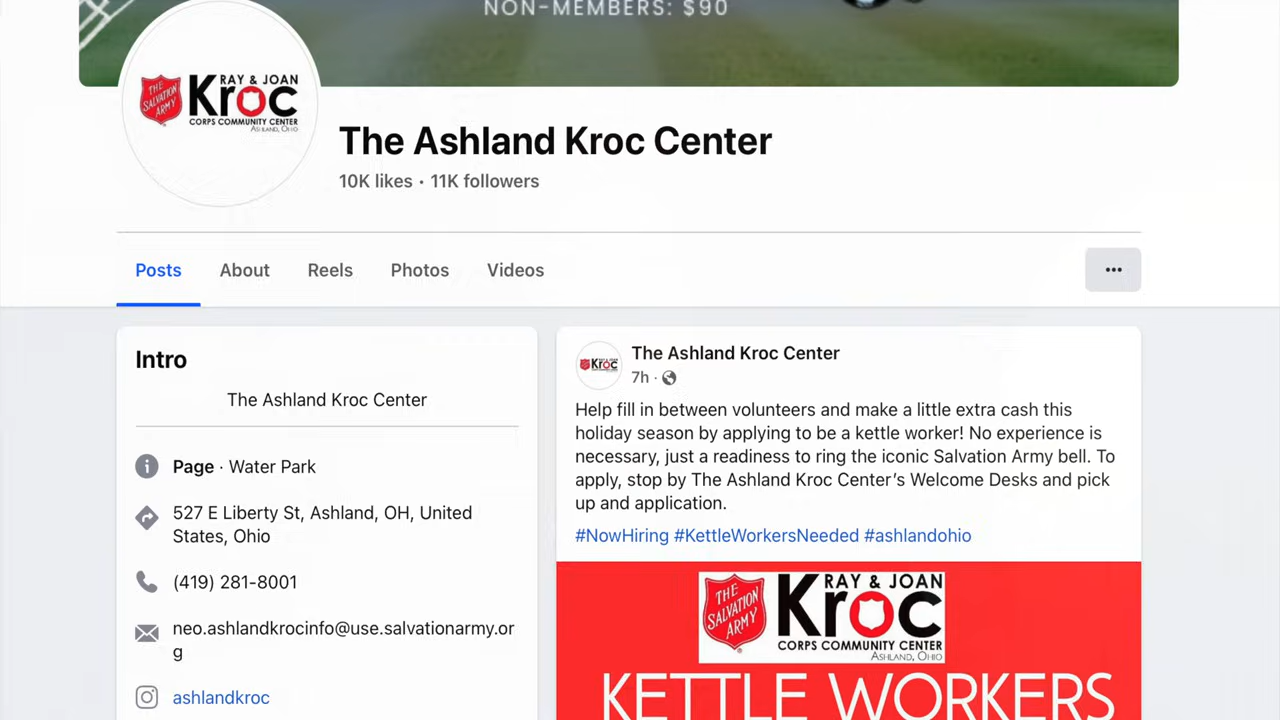 NON-MEMBERS: $90
THE
SALVATION
ARMY
RAY & JOAN
Kroc
CORPS COMMUNITY CENTER
ASHLAND, OHIO
The Ashland Kroc Center
10K likes · 11K followers
Posts
About
Reels
Photos
Videos
Intro
The Ashland Kroc Center
Page · Water Park
527 E Liberty St, Ashland, OH, United
States, Ohio
(419) 281-8001
neo.ashlandkrocinfo@use.salvationarmy.or
g
ashlandkroc
Kroc
The Ashland Kroc Center
7h ·
Help fill in between volunteers and make a little extra cash this
holiday season by applying to be a kettle worker! No experience is
necessary, just a readiness to ring the iconic Salvation Army bell. To
apply, stop by The Ashland Kroc Center’s Welcome Desks and pick
up and application.
#NowHiring #KettleWorkersNeeded #ashlandohio
THE
SALVATION
ARMY
RAY & JOAN
Kroc
CORPS COMMUNITY CENTER
ASHLAND, OHIO
KETTLE WORKERS